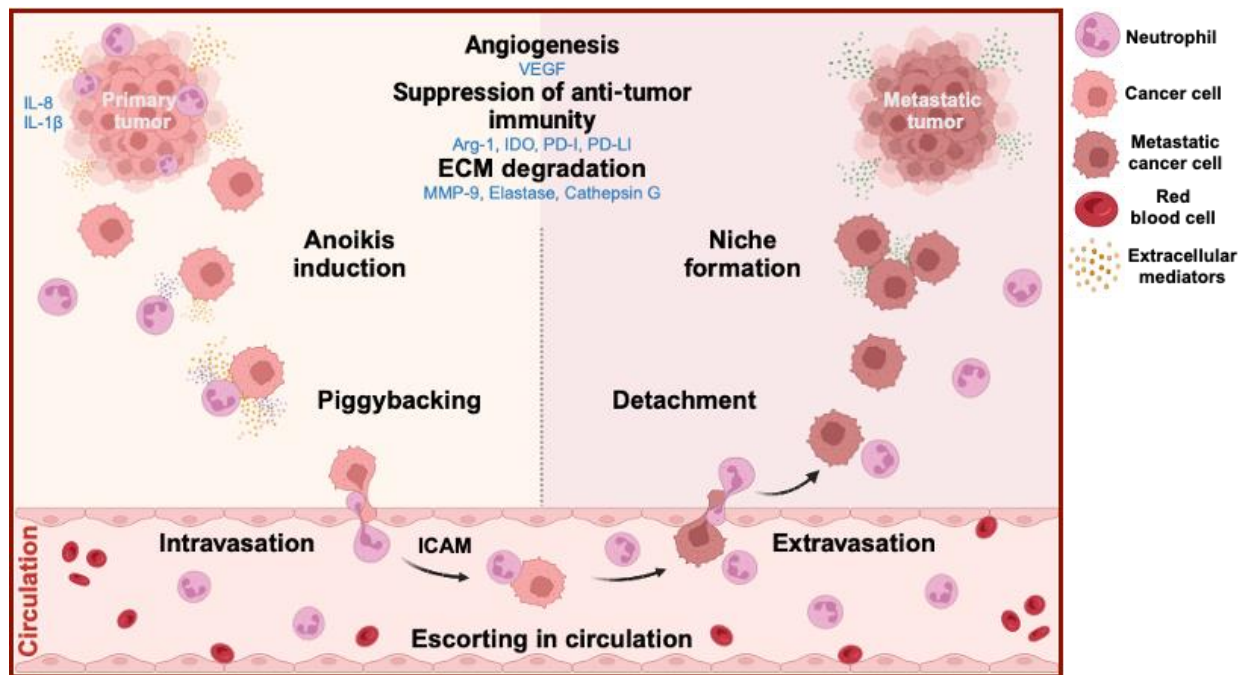 Angiogenesis
VEGF
Suppression of anti-tumor
immunity
Arg-1, IDO, PD-I, PD-LI
ECM degradation
MMP-9, Elastase, Cathepsin G
IL-8
IL-1β
Primary
tumor
Metastatic
tumor
Anoikis
induction
Niche
formation
Piggybacking
Detachment
Intravasation
ICAM
Extravasation
Escorting in circulation
Circulation
Neutrophil
Cancer cell
Metastatic
cancer cell
Red
blood cell
Extracellular
mediators